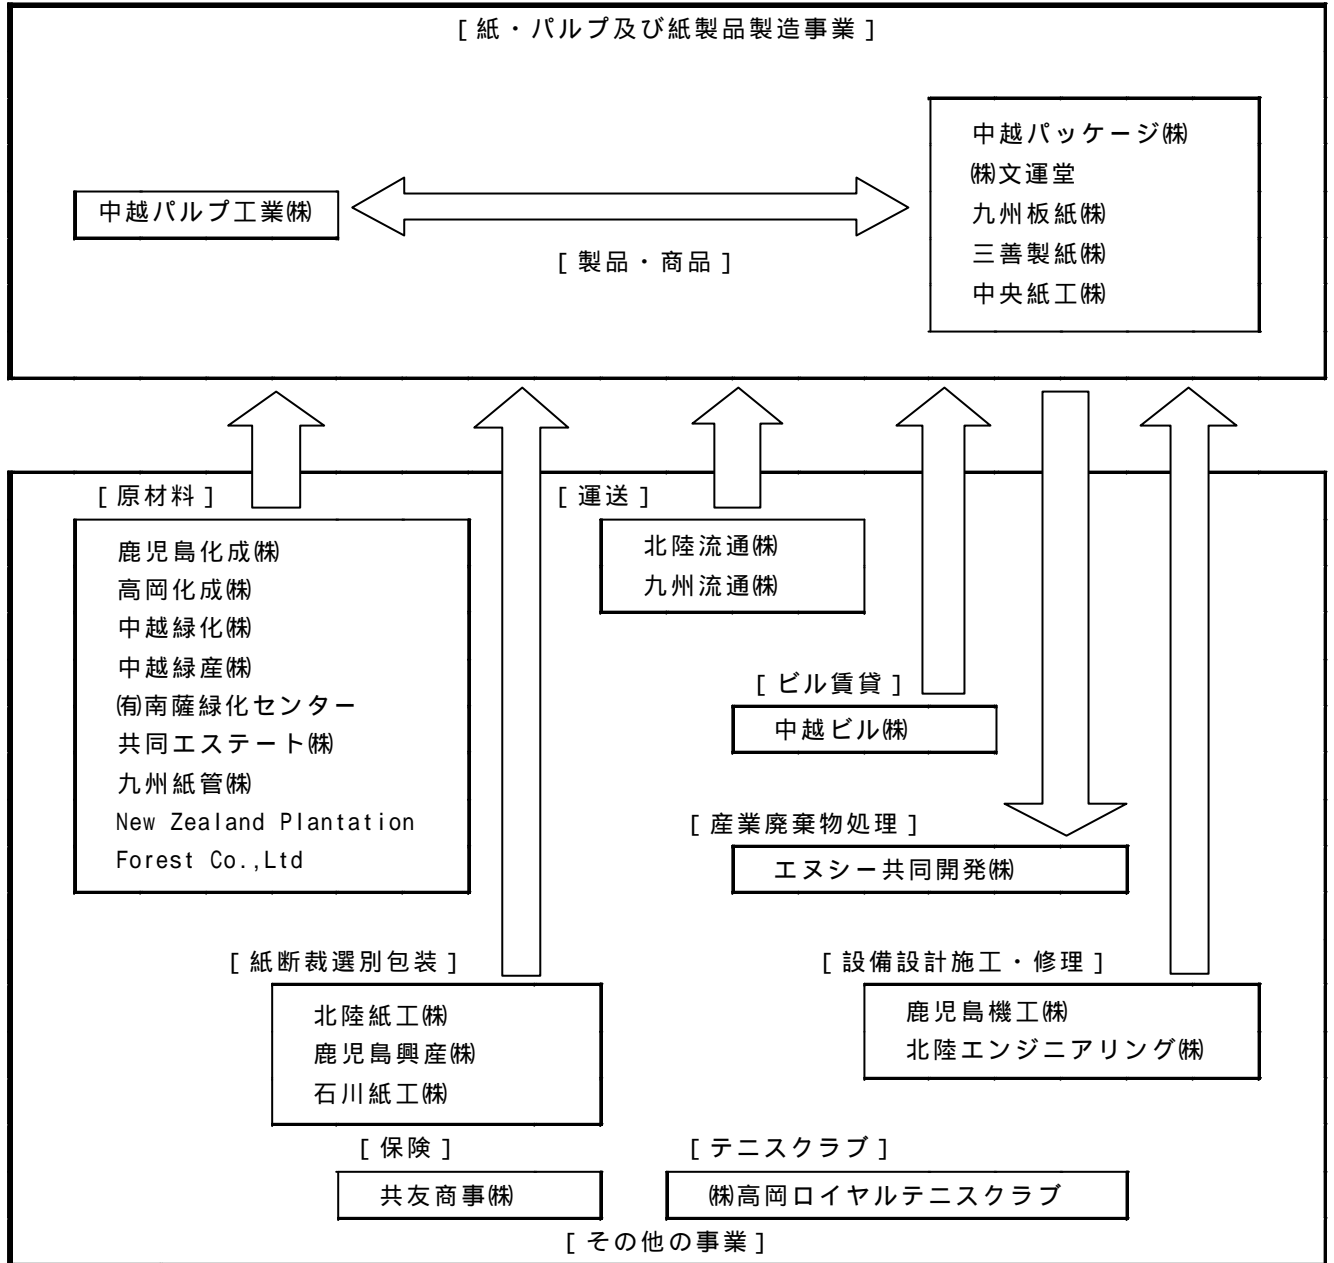 [ 紙・パルプ及び紙製品製造事業 ]
中越パルプ工業㈱
[ 製品・商品 ]
中越パッケージ㈱
㈱文運堂
九州板紙㈱
三善製紙㈱
中央紙工㈱
[ 原材料 ]
鹿児島化成㈱
高岡化成㈱
中越緑化㈱
中越緑産㈱
㈲南薩緑化センター
共同エステート㈱
九州紙管㈱
New Zealand Plantation
Forest Co.,Ltd
[ 運送 ]
北陸流通㈱
九州流通㈱
[ ビル賃貸 ]
中越ビル㈱
[ 産業廃棄物処理 ]
エヌシー共同開発㈱
[ 紙断裁選別包装 ]
北陸紙工㈱
鹿児島興産㈱
石川紙工㈱
[ 設備設計施工・修理 ]
鹿児島機工㈱
北陸エンジニアリング㈱
[ 保険 ]
共友商事㈱
[ テニスクラブ ]
㈱高岡ロイヤルテニスクラブ
[ その他の事業 ]